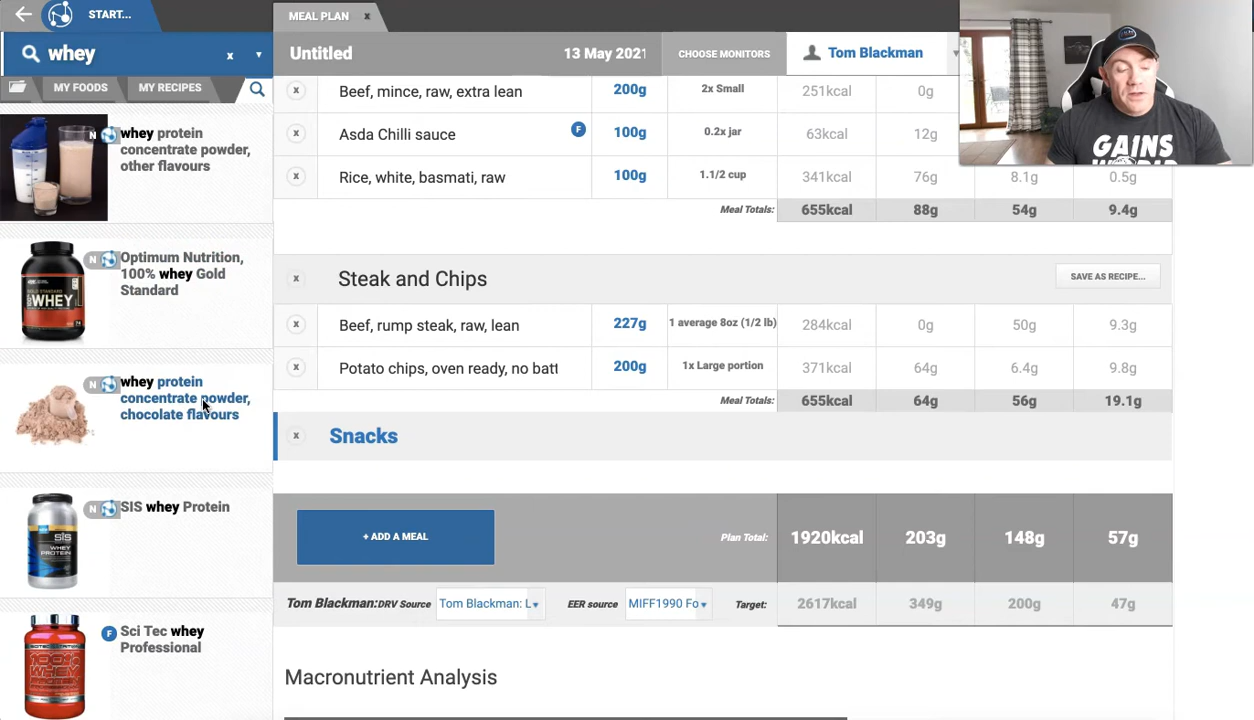 START...
MEAL PLAN x
whey x
Untitled 13 May 2021 CHOOSE MONITORS Tom Blackman
MY FOODS MY RECIPES
N whey protein
concentrate powder,
other flavours
N Optimum Nutrition,
100% whey Gold
Standard
WHEY
N whey protein
concentrate powder,
chocolate flavours
N SIS whey Protein
SIS
WHEY
PROTEIN
F Sci Tec whey
Professional
x Beef, mince, raw, extra lean 200g 2x Small 251kcal 0g
x Asda Chilli sauce F 100g 0.2x jar 63kcal 12g
x Rice, white, basmati, raw 100g 1.1/2 cup 341kcal 76g 8.1g 0.5g
Meal Totals: 655kcal 88g 54g 9.4g
x Steak and Chips SAVE AS RECIPE...
x Beef, rump steak, raw, lean 227g 1 average 8oz (1/2 lb) 284kcal 0g 50g 9.3g
x Potato chips, oven ready, no batt 200g 1x Large portion 371kcal 64g 6.4g 9.8g
Meal Totals: 655kcal 64g 56g 19.1g
x Snacks
+ ADD A MEAL Plan Total: 1920kcal 203g 148g 57g
Tom Blackman: DRV Source Tom Blackman: L EER source MIFF1990 Fo Target: 2617kcal 349g 200g 47g
Macronutrient Analysis
GAINS